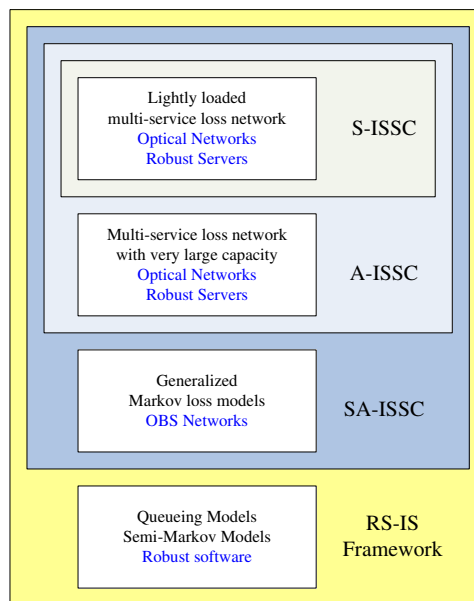 Lightly loaded
multi-service loss network
Optical Networks
Robust Servers
S-ISSC
Multi-service loss network
with very large capacity
Optical Networks
Robust Servers
A-ISSC
Generalized
Markov loss models
OBS Networks
SA-ISSC
Queueing Models
Semi-Markov Models
Robust software
RS-IS
Framework